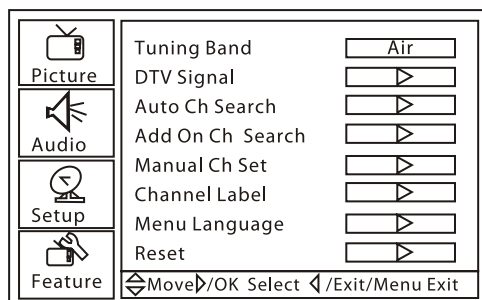 Picture
Audio
Setup
Feature
Tuning Band Air
DTV Signal
Auto Ch Search
Add On Ch Search
Manual Ch Set
Channel Label
Menu Language
Reset
Move /OK Select /Exit/Menu Exit